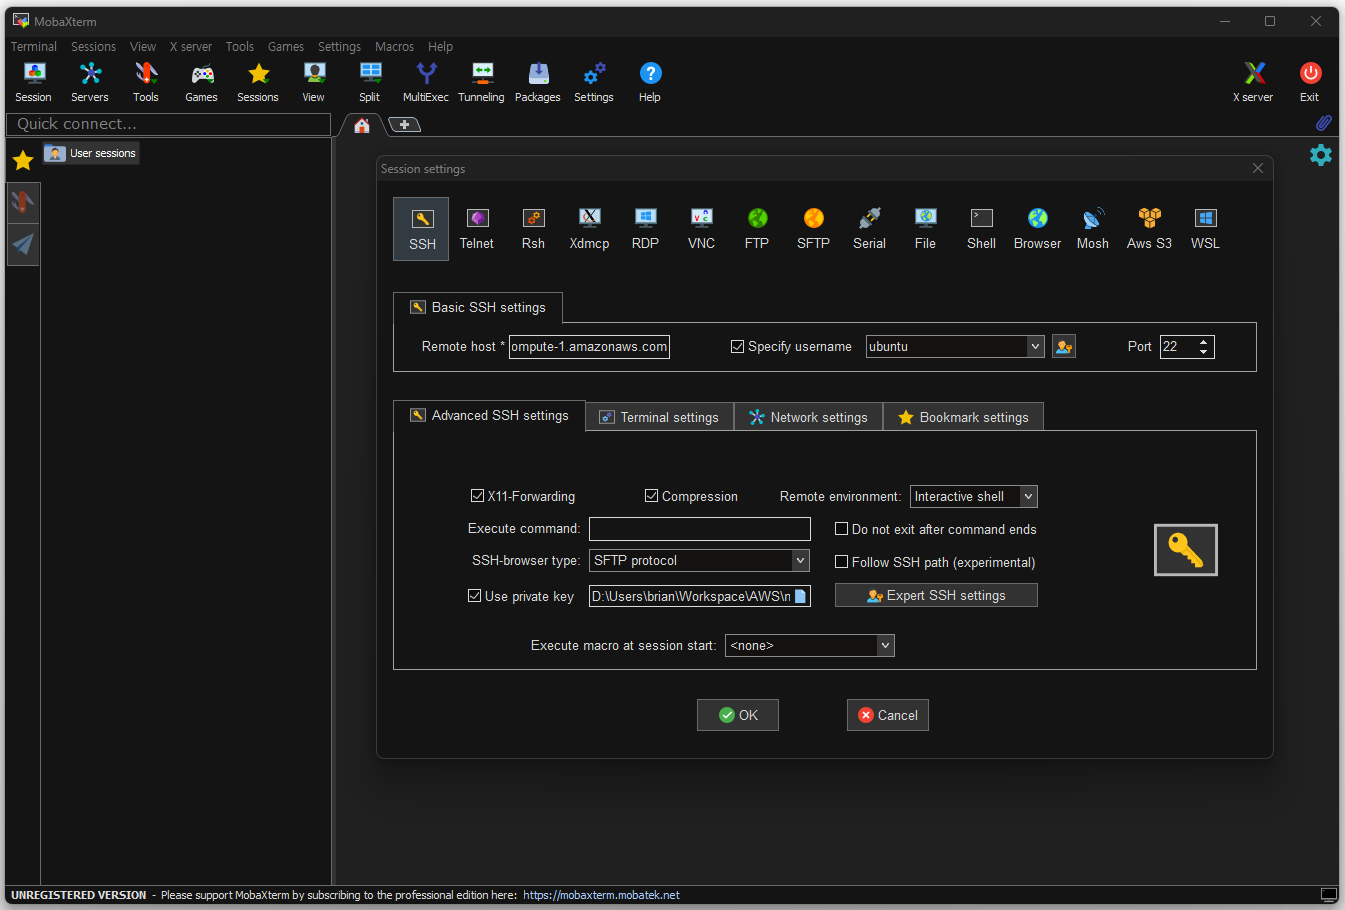 MobaXterm
Terminal Sessions View X server Tools Games Settings Macros Help
Session Servers Tools Games Sessions View Split MultiExec Tunneling Packages Settings Help X server Exit
Quick connect...
User sessions
Session settings
SSH Telnet Rsh Xdmcp RDP VNC FTP SFTP Serial File Shell Browser Mosh Aws S3 WSL
Basic SSH settings
Remote host * ompute-1.amazonaws.com Specify username ubuntu Port 22
Advanced SSH settings Terminal settings Network settings Bookmark settings
X11-Forwarding Compression Remote environment: Interactive shell
Execute command: Do not exit after command ends
SSH-browser type: SFTP protocol Follow SSH path (experimental)
Use private key D:\Users\brian\Workspace\AWS\n Expert SSH settings
Execute macro at session start: <none>
OK Cancel
UNREGISTERED VERSION - Please support MobaXterm by subscribing to the professional edition here: https://mobaxterm.mobatek.net